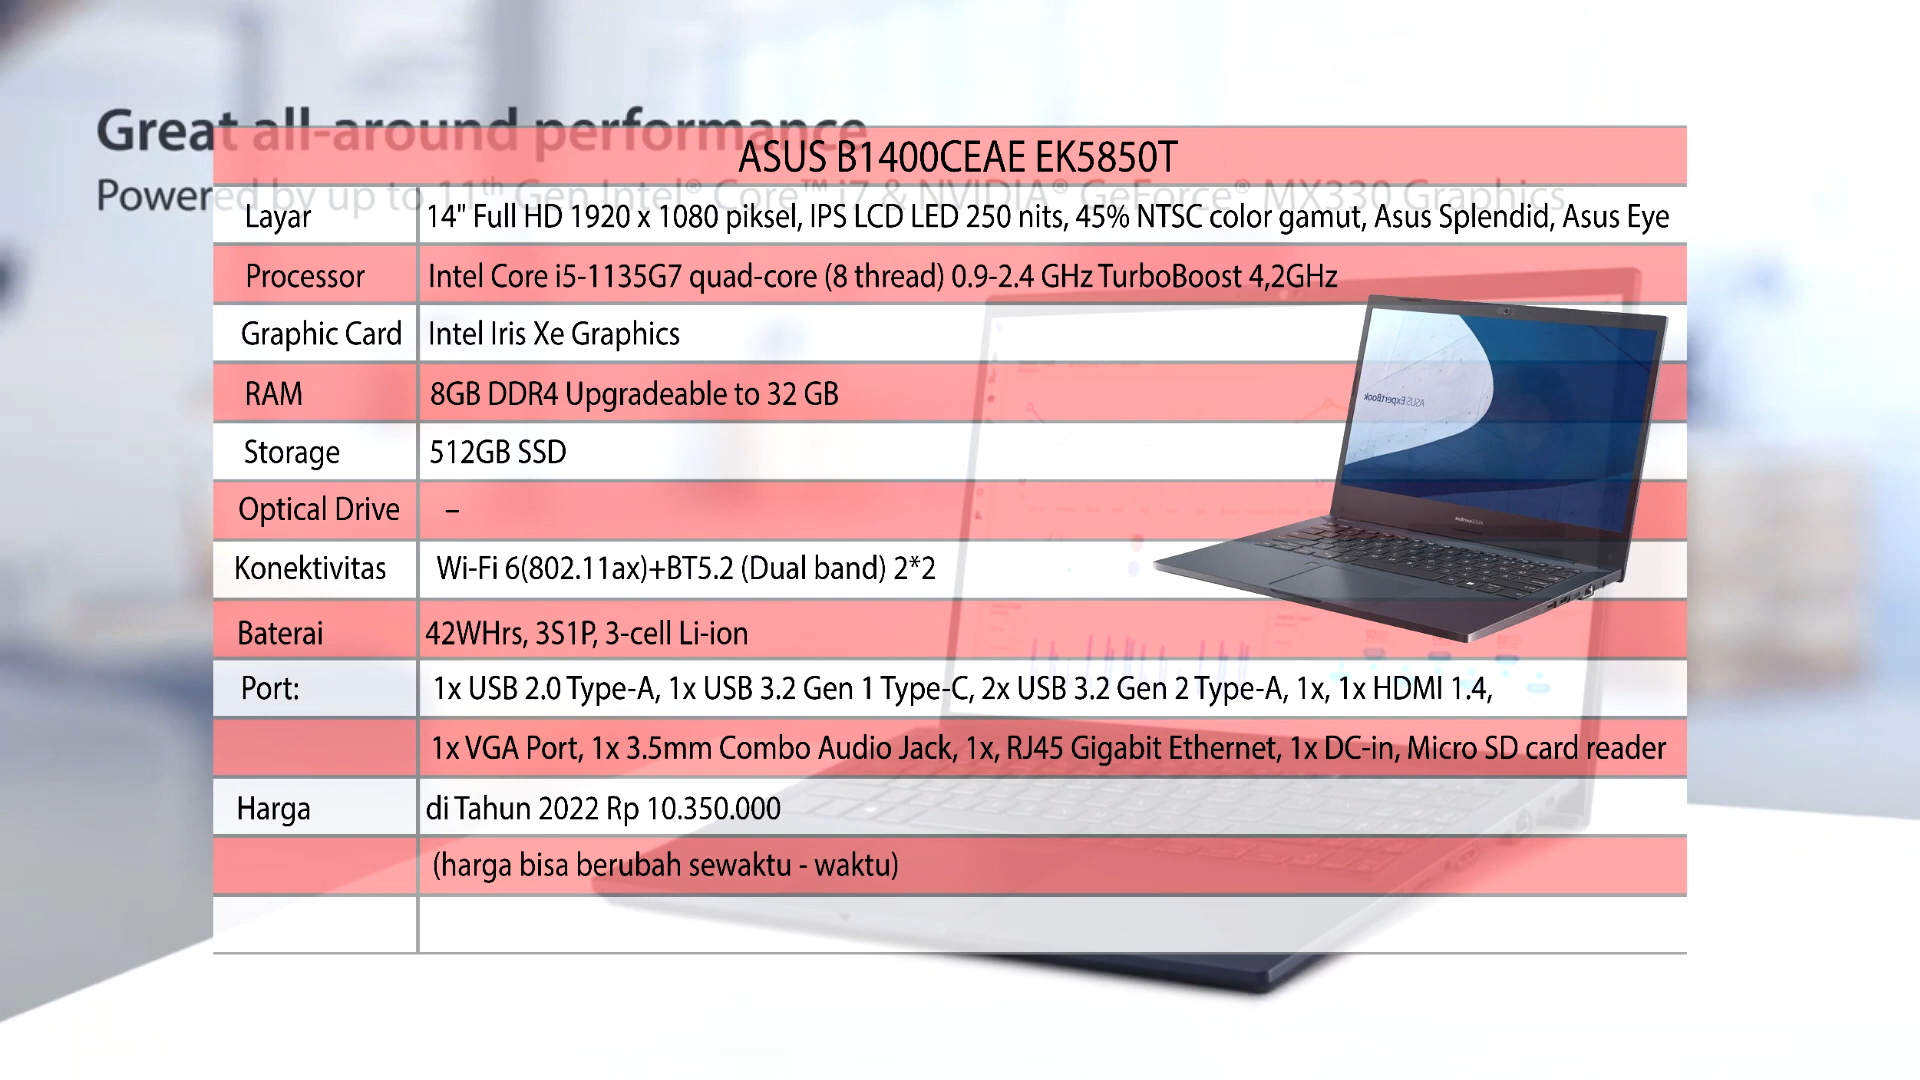 Great all-around performance
Powered by up to 11th Gen Intel® Core™ i7 & NVIDIA® GeForce® MX330 Graphics
ASUS B1400CEAE EK5850T
Layar 14" Full HD 1920 x 1080 piksel, IPS LCD LED 250 nits, 45% NTSC color gamut, Asus Splendid, Asus Eye
Processor Intel Core i5-1135G7 quad-core (8 thread) 0.9-2.4 GHz TurboBoost 4,2GHz
Graphic Card Intel Iris Xe Graphics
RAM 8GB DDR4 Upgradeable to 32 GB
ASUS ExpertBook
Storage 512GB SSD
Optical Drive –
Konektivitas Wi-Fi 6(802.11ax)+BT5.2 (Dual band) 2*2
Baterai 42WHrs, 3S1P, 3-cell Li-ion
Port: 1x USB 2.0 Type-A, 1x USB 3.2 Gen 1 Type-C, 2x USB 3.2 Gen 2 Type-A, 1x, 1x HDMI 1.4,
1x VGA Port, 1x 3.5mm Combo Audio Jack, 1x, RJ45 Gigabit Ethernet, 1x DC-in, Micro SD card reader
Harga di Tahun 2022 Rp 10.350.000
(harga bisa berubah sewaktu - waktu)